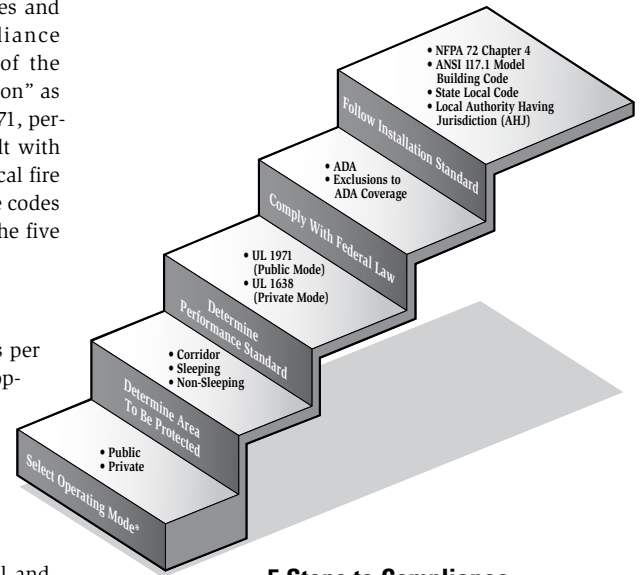 es and
liance
of the
on" as
71, per-
lt with
cal fire
e codes
he five
s per
op-
l and
• NFPA 72 Chapter 4
• ANSI 117.1 Model
Building Code
• State Local Code
• Local Authority Having
Jurisdiction (AHJ)
Follow Installation Standard
• ADA
• Exclusions to
ADA Coverage
Comply With Federal Law
• UL 1971
(Public Mode)
• UL 1638
(Private Mode)
Determine
Performance Standard
• Corridor
• Sleeping
• Non-Sleeping
Determine Area
To Be Protected
• Public
• Private
Select Operating Mode*
5 Steps to Compliance